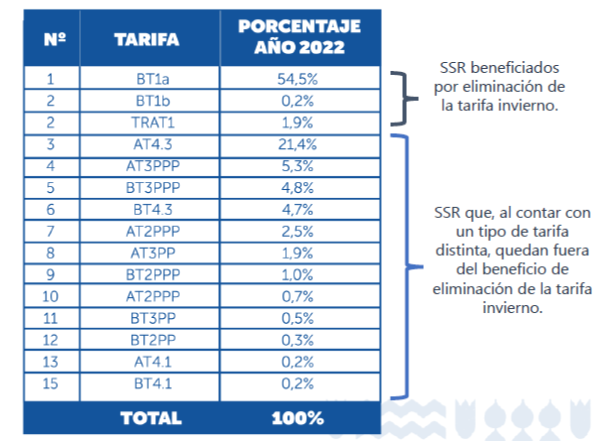 Nº TARIFA PORCENTAJE AÑO 2022
1 BT1a 54,5%
2 BT1b 0,2%
2 TRAT1 1,9%
3 AT4.3 21,4%
4 AT3PPP 5,3%
5 BT3PPP 4,8%
6 BT4.3 4,7%
7 AT2PPP 2,5%
8 AT3PP 1,9%
9 BT2PPP 1,0%
10 AT2PPP 0,7%
11 BT3PP 0,5%
12 BT2PP 0,3%
13 AT4.1 0,2%
15 BT4.1 0,2%
TOTAL 100%
SSR beneficiados
por eliminación de
la tarifa invierno.
SSR que, al contar con
un tipo de tarifa
distinta, quedan fuera
del beneficio de
eliminación de la tarifa
invierno.